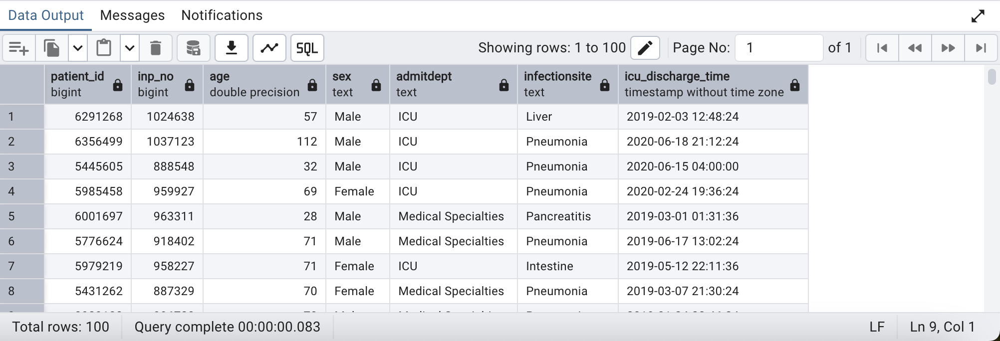 Data Output Messages Notifications
SQL Showing rows: 1 to 100 Page No: 1 of 1
patient_id inp_no age sex admitdept infectionsite icu_discharge_time
bigint bigint double precision text text text timestamp without time zone
1 6291268 1024638 57 Male ICU Liver 2019-02-03 12:48:24
2 6356499 1037123 112 Male ICU Pneumonia 2020-06-18 21:12:24
3 5445605 888548 32 Male ICU Pneumonia 2020-06-15 04:00:00
4 5985458 959927 69 Female ICU Pneumonia 2020-02-24 19:36:24
5 6001697 963311 28 Male Medical Specialties Pancreatitis 2019-03-01 01:31:36
6 5776624 918402 71 Male Medical Specialties Pneumonia 2019-06-17 13:02:24
7 5979219 958227 71 Female ICU Intestine 2019-05-12 22:11:36
8 5431262 887329 70 Female Medical Specialties Pneumonia 2019-03-07 21:30:24
Total rows: 100 Query complete 00:00:00.083 LF Ln 9, Col 1